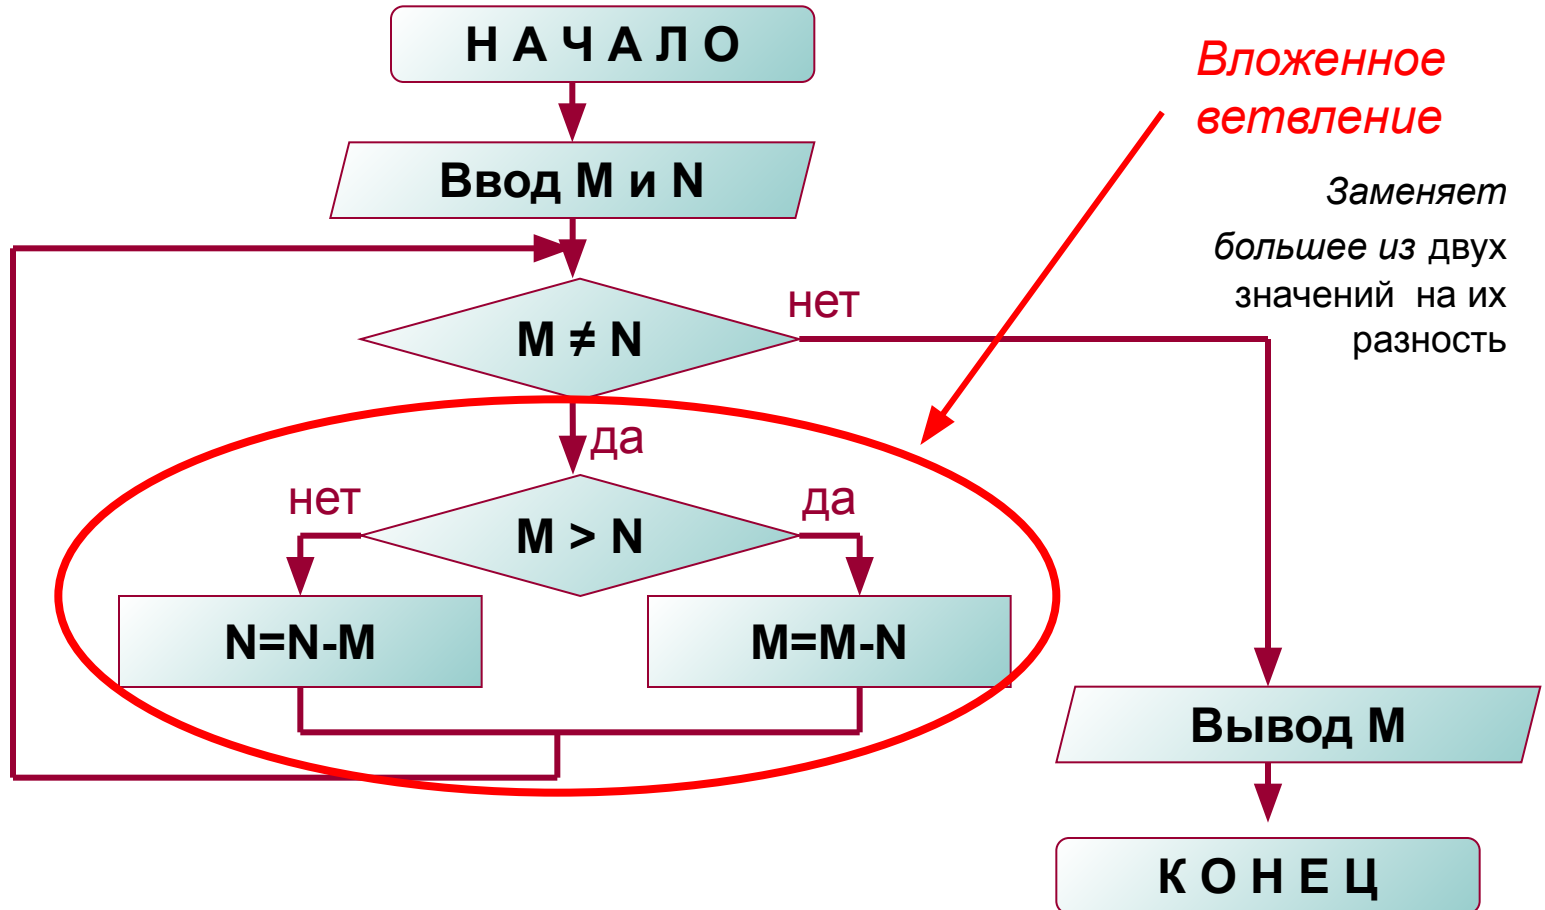 Н А Ч А Л О
Вложенное
ветвление
Ввод M и N
Заменяет
большее из двух
значений на их
разность
M ≠ N
нет
да
нет
да
M > N
N=N-M
M=M-N
Вывод M
К О Н Е Ц